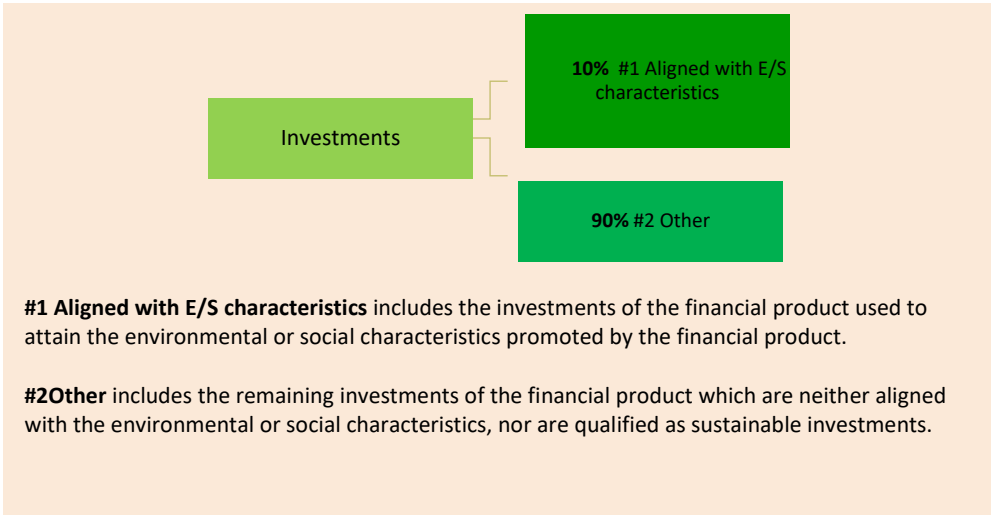 10% #1 Aligned with E/S
characteristics
Investments
90% #2 Other
#1 Aligned with E/S characteristics includes the investments of the financial product used to
attain the environmental or social characteristics promoted by the financial product.
#2Other includes the remaining investments of the financial product which are neither aligned
with the environmental or social characteristics, nor are qualified as sustainable investments.